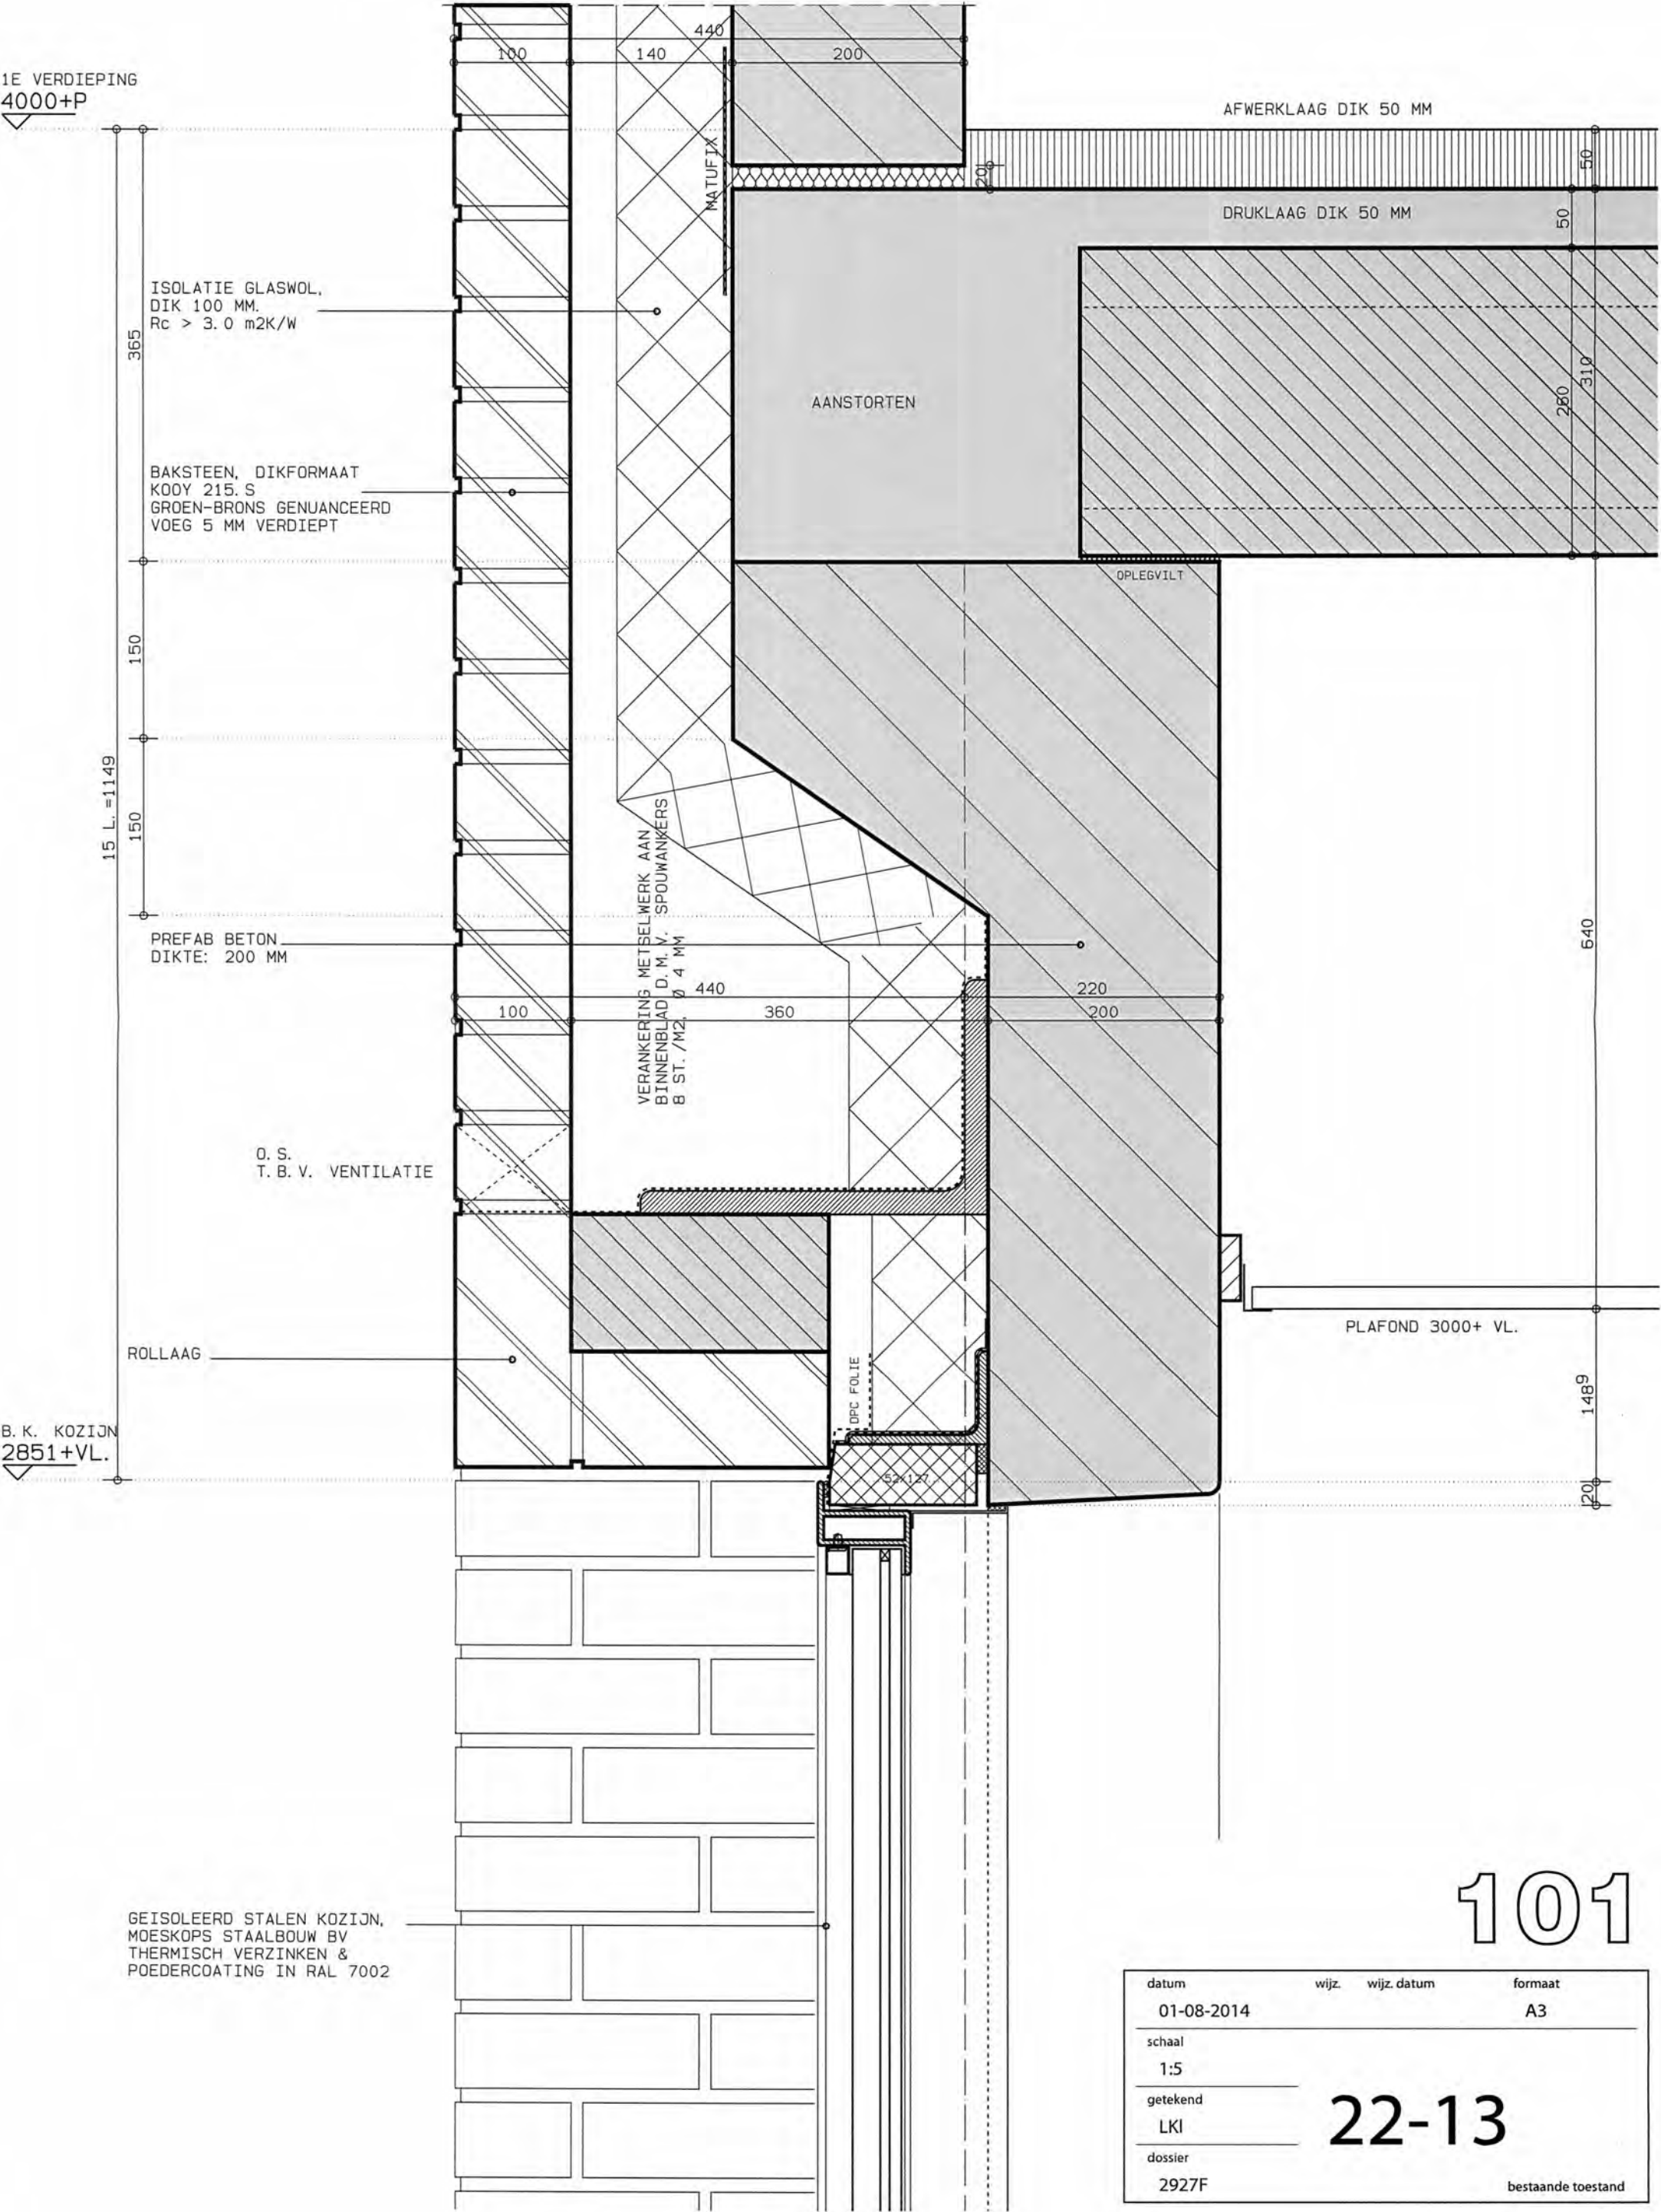 440
100 140 200
1E VERDIEPING
4000+P
AFWERKLAAG DIK 50 MM
50
MATUFIX
20
DRUKLAAG DIK 50 MM
50
ISOLATIE GLASWOL,
DIK 100 MM.
Rc > 3.0 m2K/W
365
310
260
AANSTORTEN
BAKSTEEN, DIKFORMAAT
KOOY 215.S
GROEN-BRONS GENUANCEERD
VOEG 5 MM VERDIEPT
OPLEGVILT
150
15 L.=1149
150
VERANKERING METSELWERK AAN
BINNENBLAD D.M.V. SPOUWANKERS
8 ST./M2, Ø 4 MM
PREFAB BETON
DIKTE: 200 MM
640
440 220
100 360 200
O.S.
T.B.V. VENTILATIE
PLAFOND 3000+ VL.
ROLLAAG
DPC FOLIE
148⁹
B.K. KOZIJN
2851+VL.
52x127
20
GEISOLEERD STALEN KOZIJN,
MOESKOPS STAALBOUW BV
THERMISCH VERZINKEN &
POEDERCOATING IN RAL 7002
101
datum wijz. wijz. datum formaat
01-08-2014 A3
schaal
1:5
getekend
LKl
22-13
dossier
2927F bestaande toestand